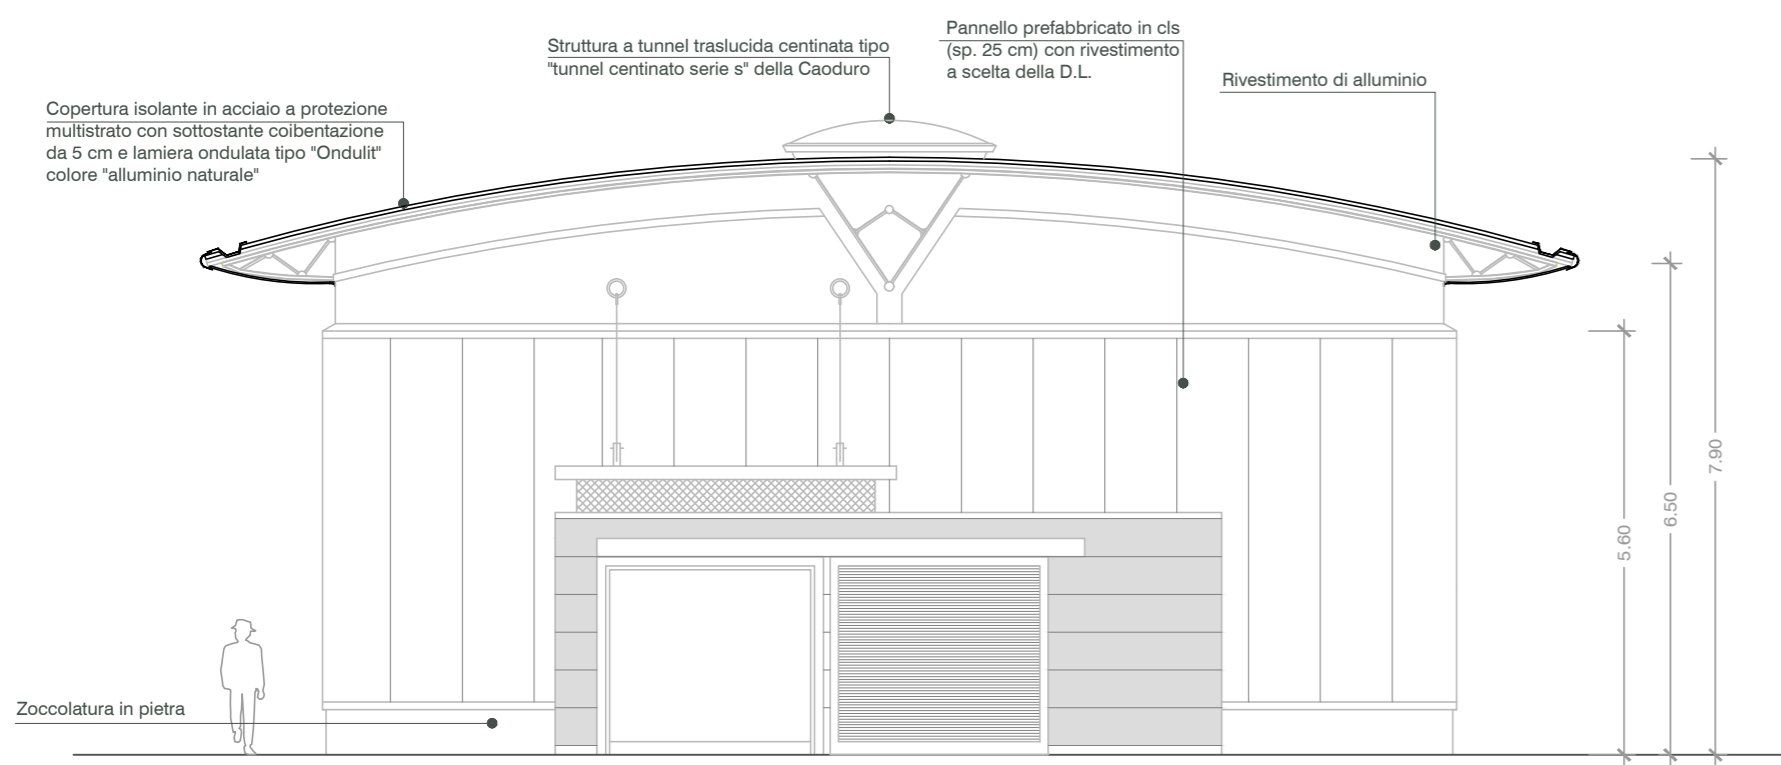 Copertura isolante in acciaio a protezione
multistrato con sottostante coibentazione
da 5 cm e lamiera ondulata tipo "Ondulit"
colore "alluminio naturale"
Struttura a tunnel traslucida centinata tipo
"tunnel centinato serie s" della Caoduro
Pannello prefabbricato in cls
(sp. 25 cm) con rivestimento
a scelta della D.L.
Rivestimento di alluminio
Zoccolatura in pietra
5.60
6.50
7.90